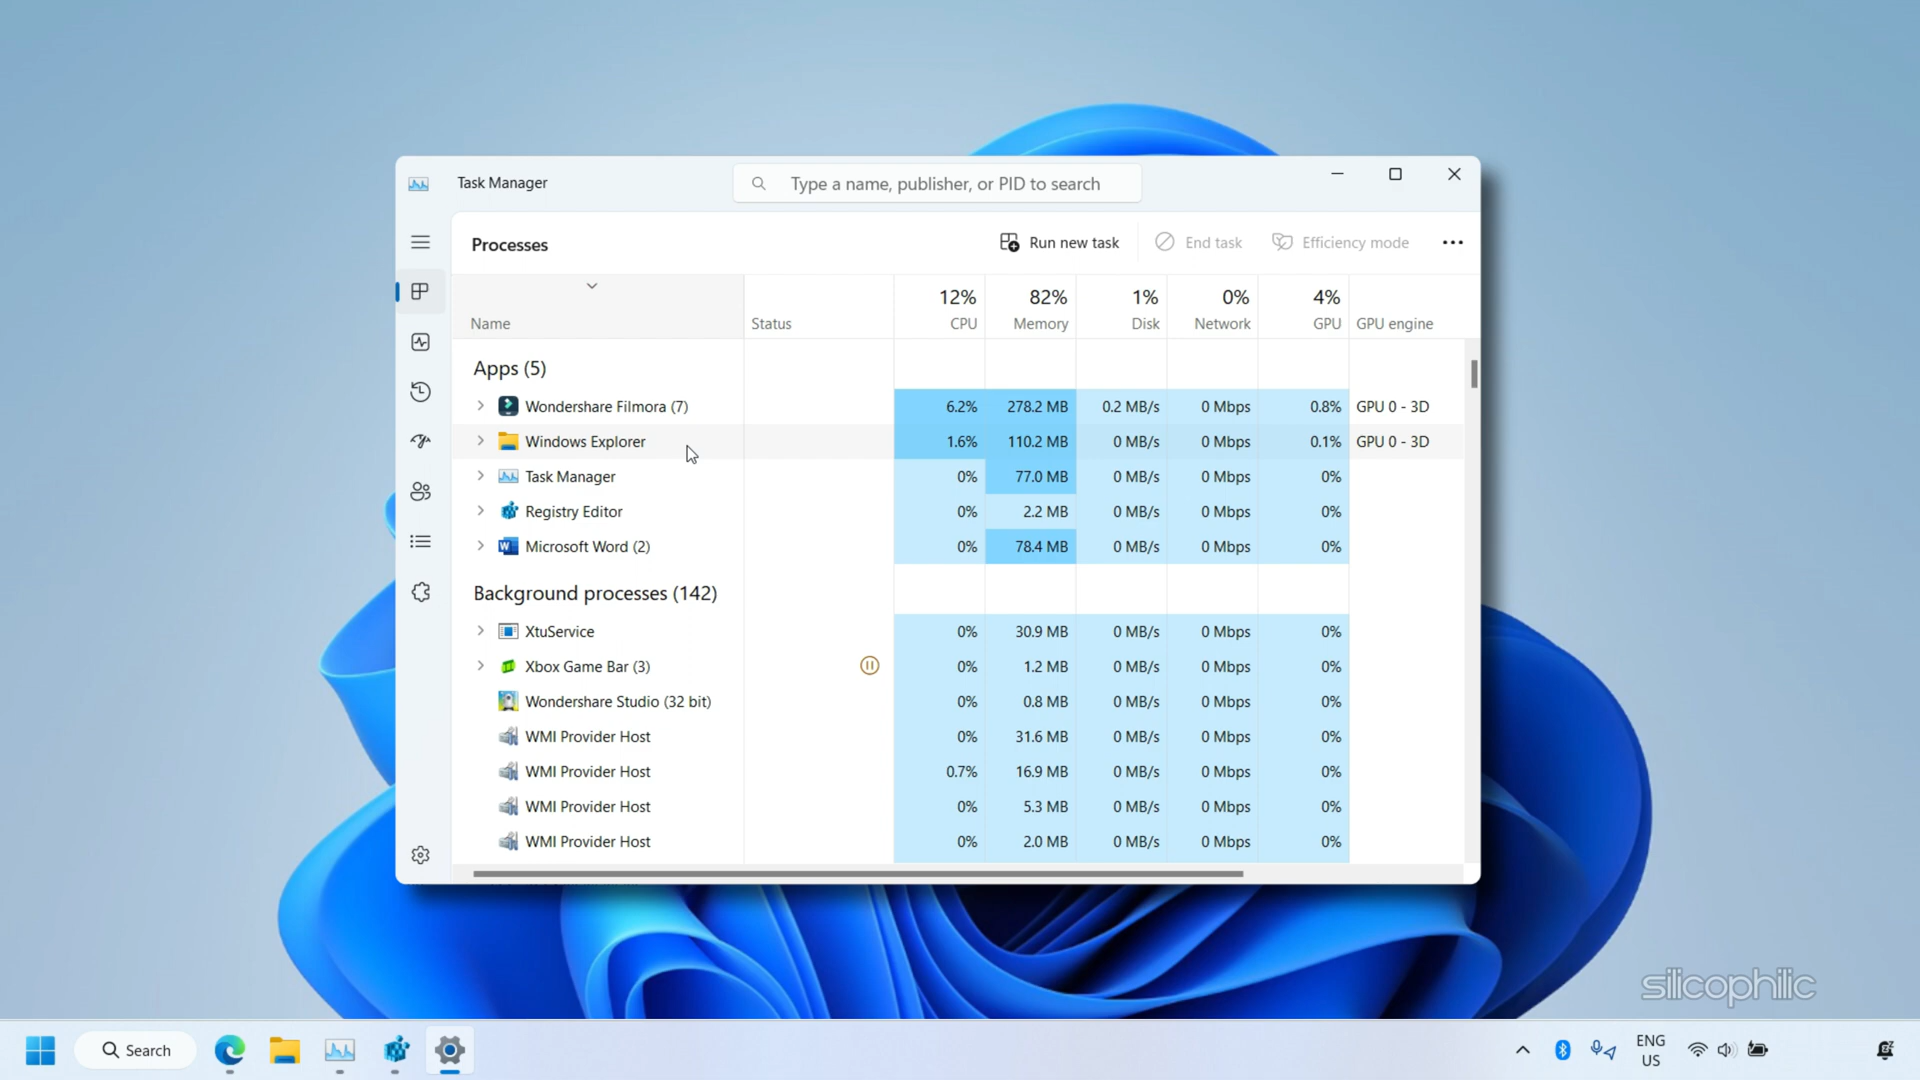 Task Manager
Type a name, publisher, or PID to search
Processes
Run new task
End task
Efficiency mode
12% 82% 1% 0% 4%
Name Status CPU Memory Disk Network GPU GPU engine
Apps (5)
Wondershare Filmora (7) 6.2% 278.2 MB 0.2 MB/s 0 Mbps 0.8% GPU 0 - 3D
Windows Explorer 1.6% 110.2 MB 0 MB/s 0 Mbps 0.1% GPU 0 - 3D
Task Manager 0% 77.0 MB 0 MB/s 0 Mbps 0%
Registry Editor 0% 2.2 MB 0 MB/s 0 Mbps 0%
Microsoft Word (2) 0% 78.4 MB 0 MB/s 0 Mbps 0%
Background processes (142)
XtuService 0% 30.9 MB 0 MB/s 0 Mbps 0%
Xbox Game Bar (3) 0% 1.2 MB 0 MB/s 0 Mbps 0%
Wondershare Studio (32 bit) 0% 0.8 MB 0 MB/s 0 Mbps 0%
WMI Provider Host 0% 31.6 MB 0 MB/s 0 Mbps 0%
WMI Provider Host 0.7% 16.9 MB 0 MB/s 0 Mbps 0%
WMI Provider Host 0% 5.3 MB 0 MB/s 0 Mbps 0%
WMI Provider Host 0% 2.0 MB 0 MB/s 0 Mbps 0%
silicophilic
Search
ENG
US